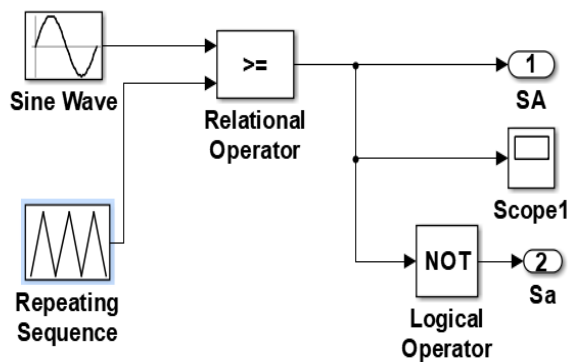 Sine Wave
>=
Relational
Operator
1
SA
Scope1
Repeating
Sequence
NOT
Logical
Operator
2
Sa